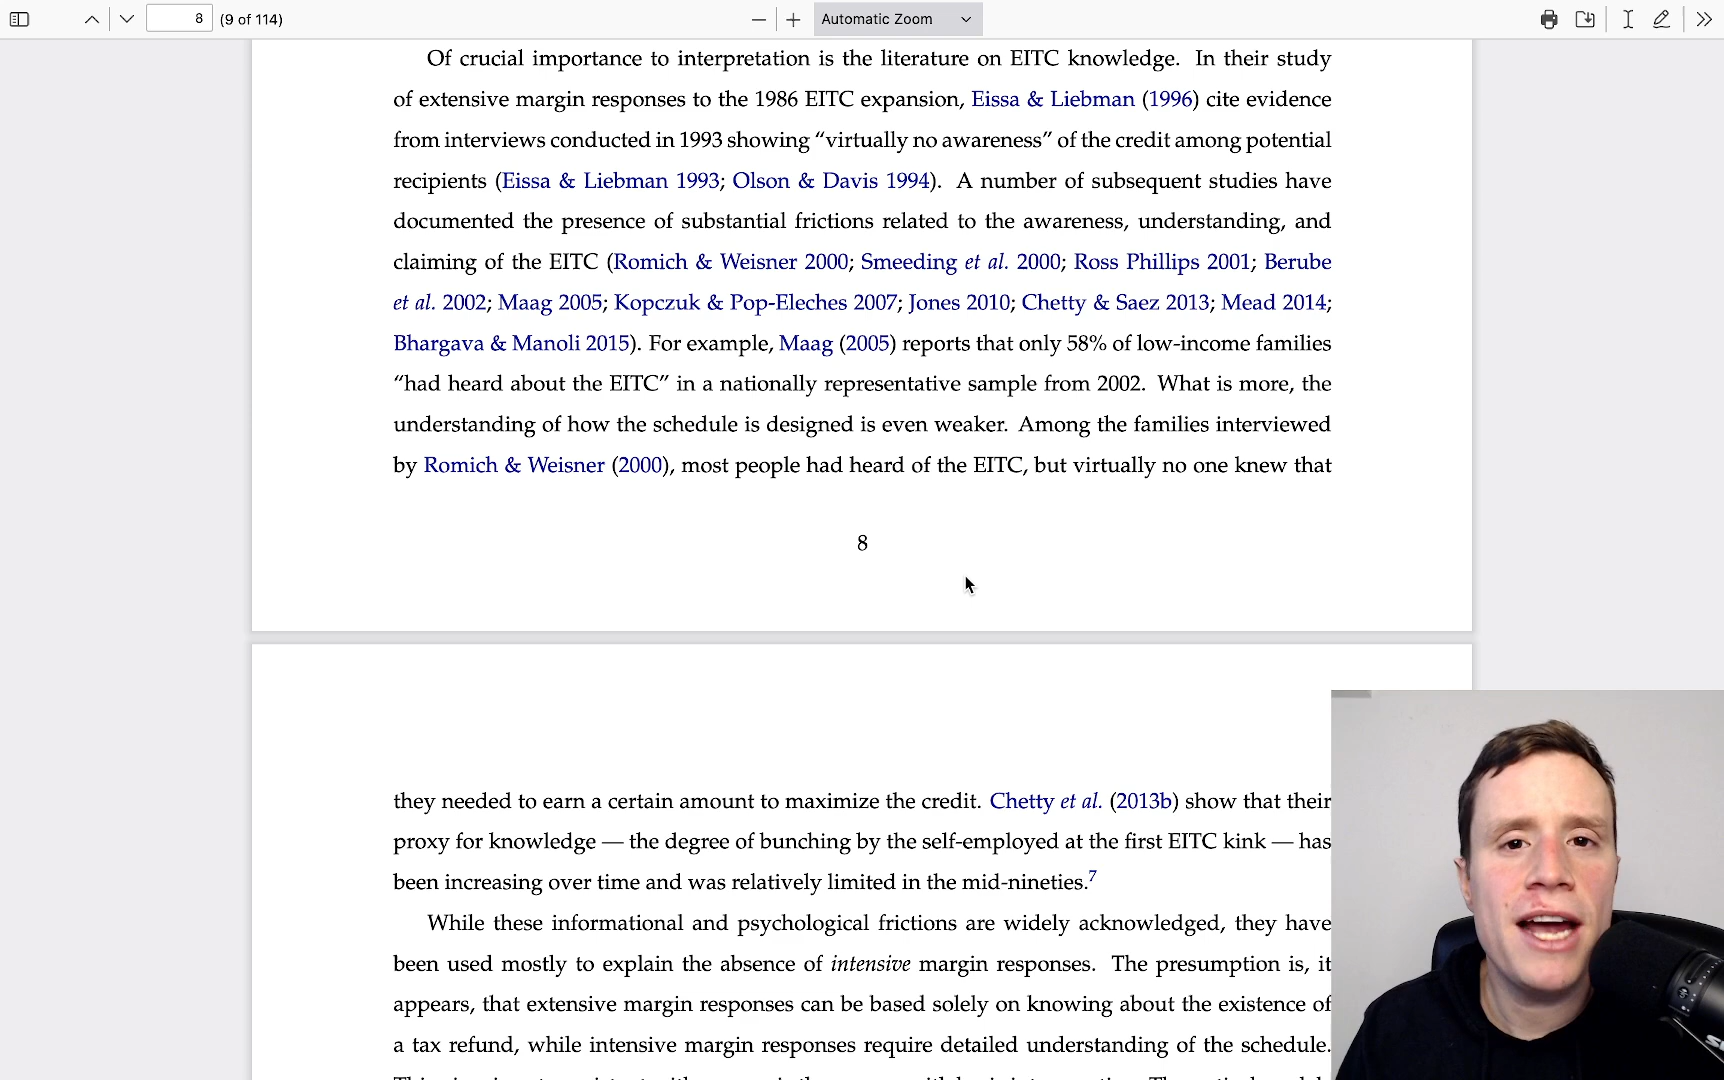 8 (9 of 114) Automatic Zoom
Of crucial importance to interpretation is the literature on EITC knowledge. In their study
of extensive margin responses to the 1986 EITC expansion, Eissa & Liebman (1996) cite evidence
from interviews conducted in 1993 showing “virtually no awareness” of the credit among potential
recipients (Eissa & Liebman 1993; Olson & Davis 1994). A number of subsequent studies have
documented the presence of substantial frictions related to the awareness, understanding, and
claiming of the EITC (Romich & Weisner 2000; Smeeding et al. 2000; Ross Phillips 2001; Berube
et al. 2002; Maag 2005; Kopczuk & Pop-Eleches 2007; Jones 2010; Chetty & Saez 2013; Mead 2014;
Bhargava & Manoli 2015). For example, Maag (2005) reports that only 58% of low-income families
“had heard about the EITC” in a nationally representative sample from 2002. What is more, the
understanding of how the schedule is designed is even weaker. Among the families interviewed
by Romich & Weisner (2000), most people had heard of the EITC, but virtually no one knew that
8
they needed to earn a certain amount to maximize the credit. Chetty et al. (2013b) show that their
proxy for knowledge — the degree of bunching by the self-employed at the first EITC kink — has
been increasing over time and was relatively limited in the mid-nineties.7
While these informational and psychological frictions are widely acknowledged, they have
been used mostly to explain the absence of intensive margin responses. The presumption is, it
appears, that extensive margin responses can be based solely on knowing about the existence of
a tax refund, while intensive margin responses require detailed understanding of the schedule.